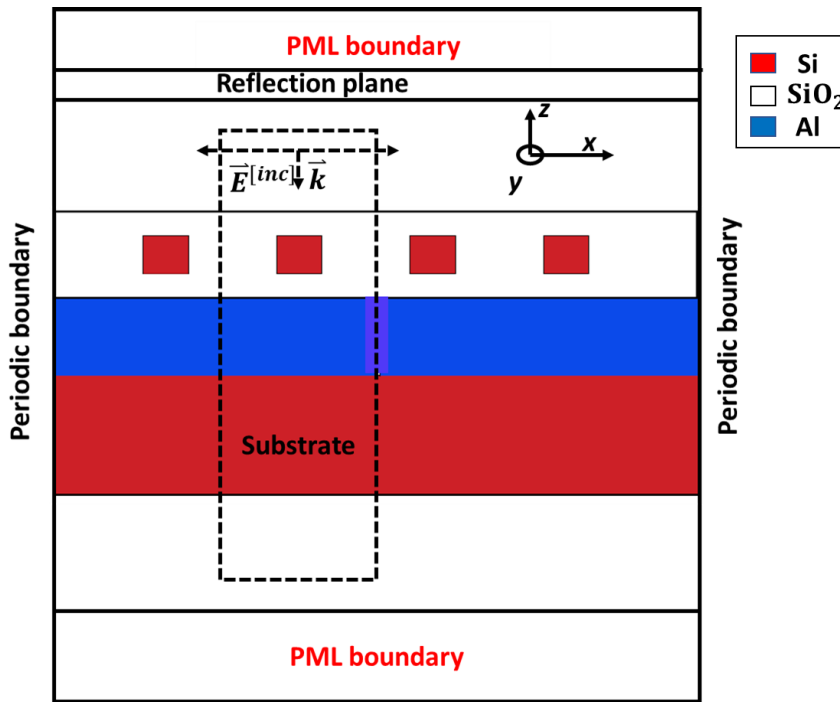 PML boundary
Reflection plane
Si
SiO₂
Al
z
x
y
E⃗^[inc] k⃗
Periodic boundary
Periodic boundary
Substrate
PML boundary